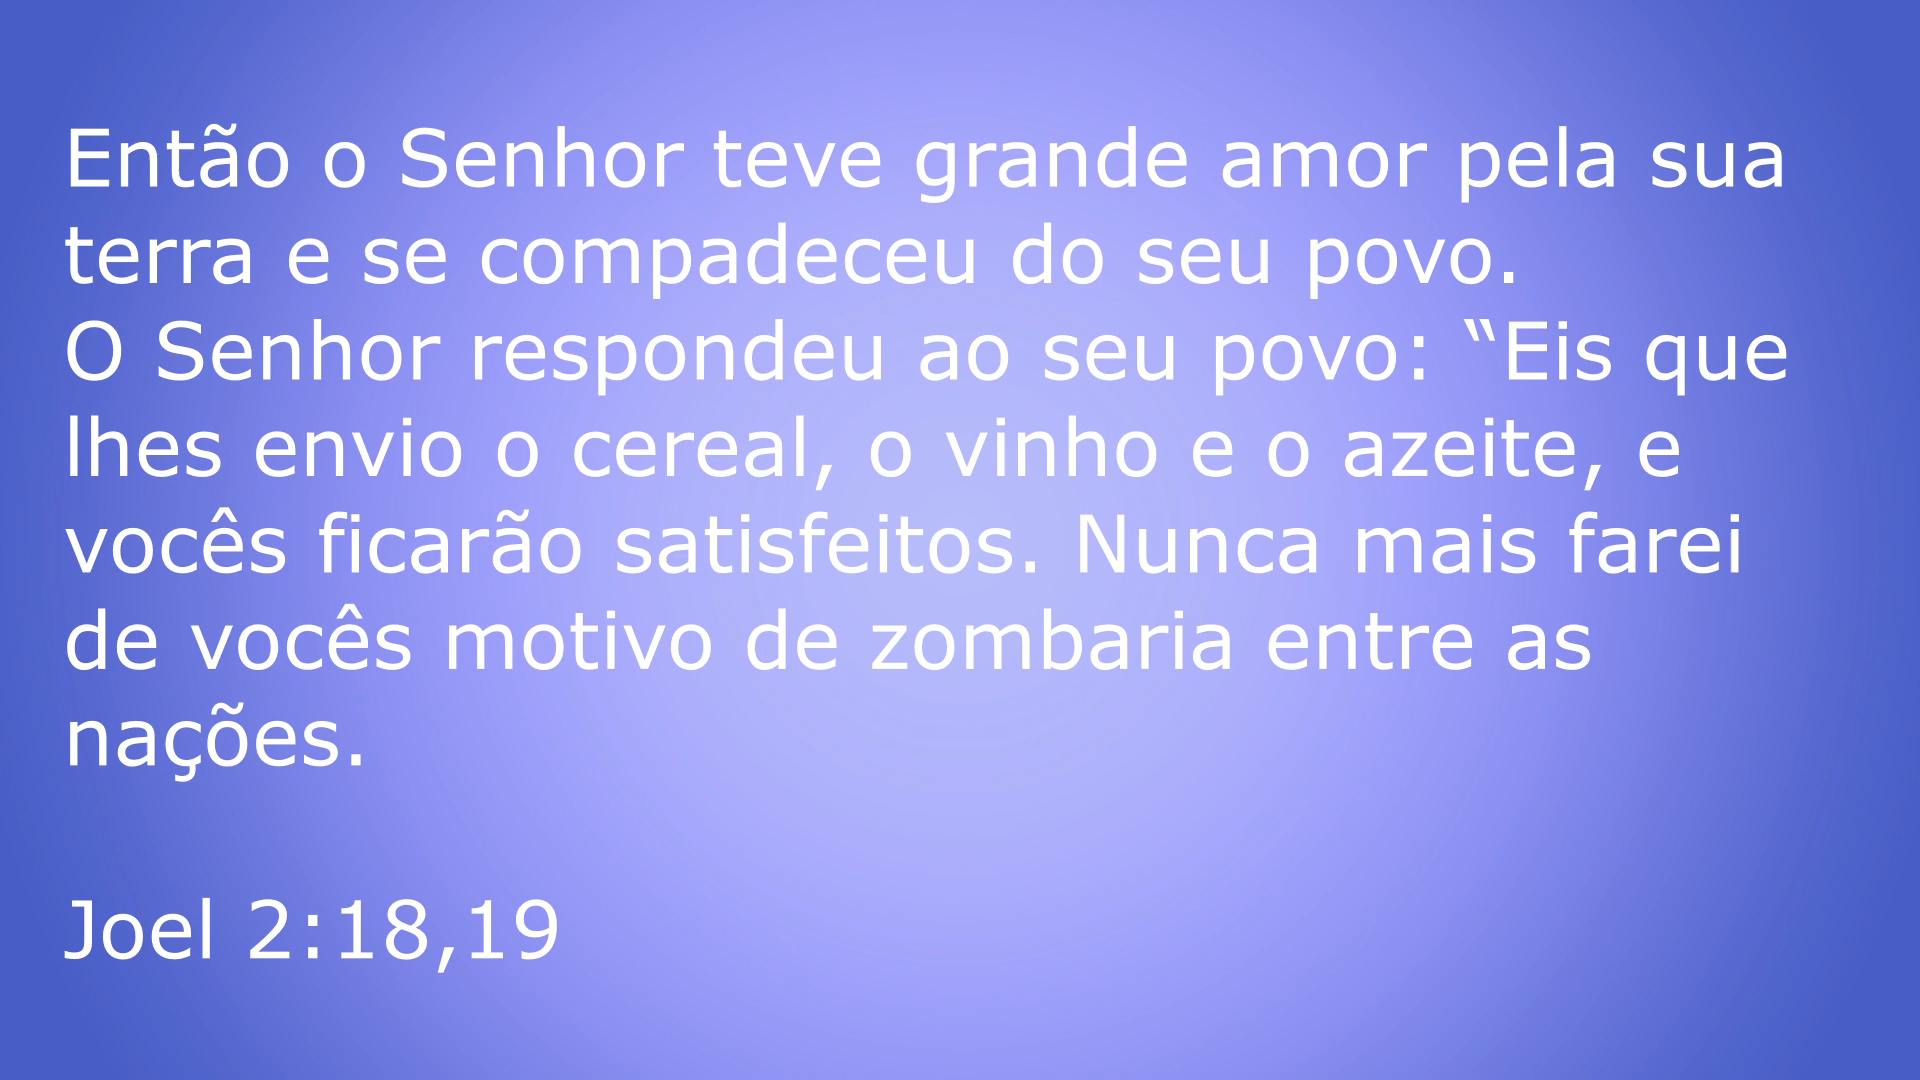 Então o Senhor teve grande amor pela sua
terra e se compadeceu do seu povo.
O Senhor respondeu ao seu povo: “Eis que
lhes envio o cereal, o vinho e o azeite, e
vocês ficarão satisfeitos. Nunca mais farei
de vocês motivo de zombaria entre as
nações.
Joel 2:18,19